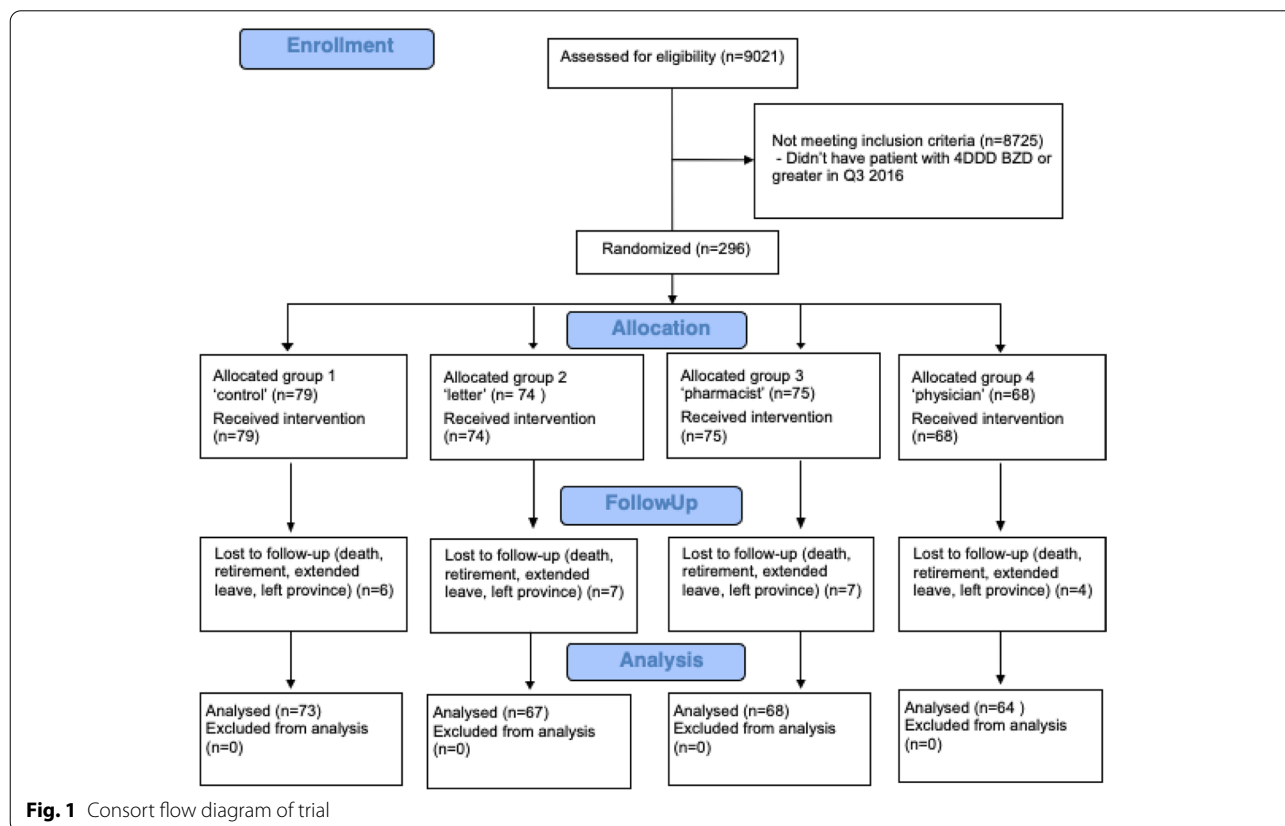 Enrollment
Assessed for eligibility (n=9021)
Not meeting inclusion criteria (n=8725)
- Didn't have patient with 4DDD BZD or
greater in Q3 2016
Randomized (n=296)
Allocation
Allocated group 1
'control' (n=79)
Received intervention
(n=79)
Allocated group 2
'letter' (n= 74 )
Received intervention
(n=74)
Allocated group 3
'pharmacist' (n=75)
Received intervention
(n=75)
Allocated group 4
'physician' (n=68)
Received intervention
(n=68)
Follow-Up
Lost to follow-up (death,
retirement, extended
leave, left province) (n=6)
Lost to follow-up (death,
retirement, extended
leave, left province) (n=7)
Lost to follow-up (death,
retirement, extended
leave, left province) (n=7)
Lost to follow-up (death,
retirement, extended
leave, left province) (n=4)
Analysis
Analysed (n=73)
Excluded from analysis
(n=0)
Analysed (n=67)
Excluded from analysis
(n=0)
Analysed (n=68)
Excluded from analysis
(n=0)
Analysed (n=64 )
Excluded from analysis
(n=0)
Fig. 1 Consort flow diagram of trial